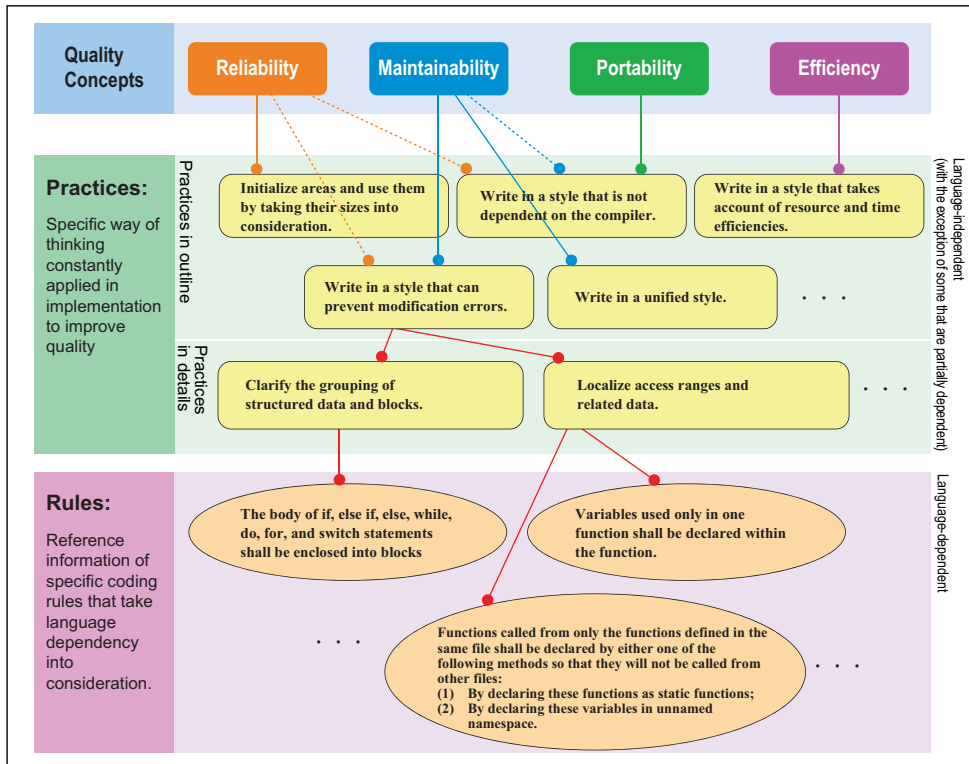 Quality
Concepts
Reliability
Maintainability
Portability
Efficiency
Practices:
Specific way of
thinking
constantly
applied in
implementation
to improve
quality
Practices in outline
Initialize areas and use them
by taking their sizes into
consideration.
Write in a style that is not
dependent on the compiler.
Write in a style that takes
account of resource and time
efficiencies.
Write in a style that can
prevent modification errors.
Write in a unified style.
. . .
Practices
in details
Clarify the grouping of
structured data and blocks.
Localize access ranges and
related data.
. . .
Language-independent
(with the exception of some that are partially dependent)
Rules:
Reference
information of
specific coding
rules that take
language
dependency
into
consideration.
The body of if, else if, else, while,
do, for, and switch statements
shall be enclosed into blocks
Variables used only in one
function shall be declared within
the function.
. . .
Functions called from only the functions defined in the
same file shall be declared by either one of the
following methods so that they will not be called from
other files:
(1) By declaring these functions as static functions;
(2) By declaring these variables in unnamed
namespace.
. . .
Language-dependent